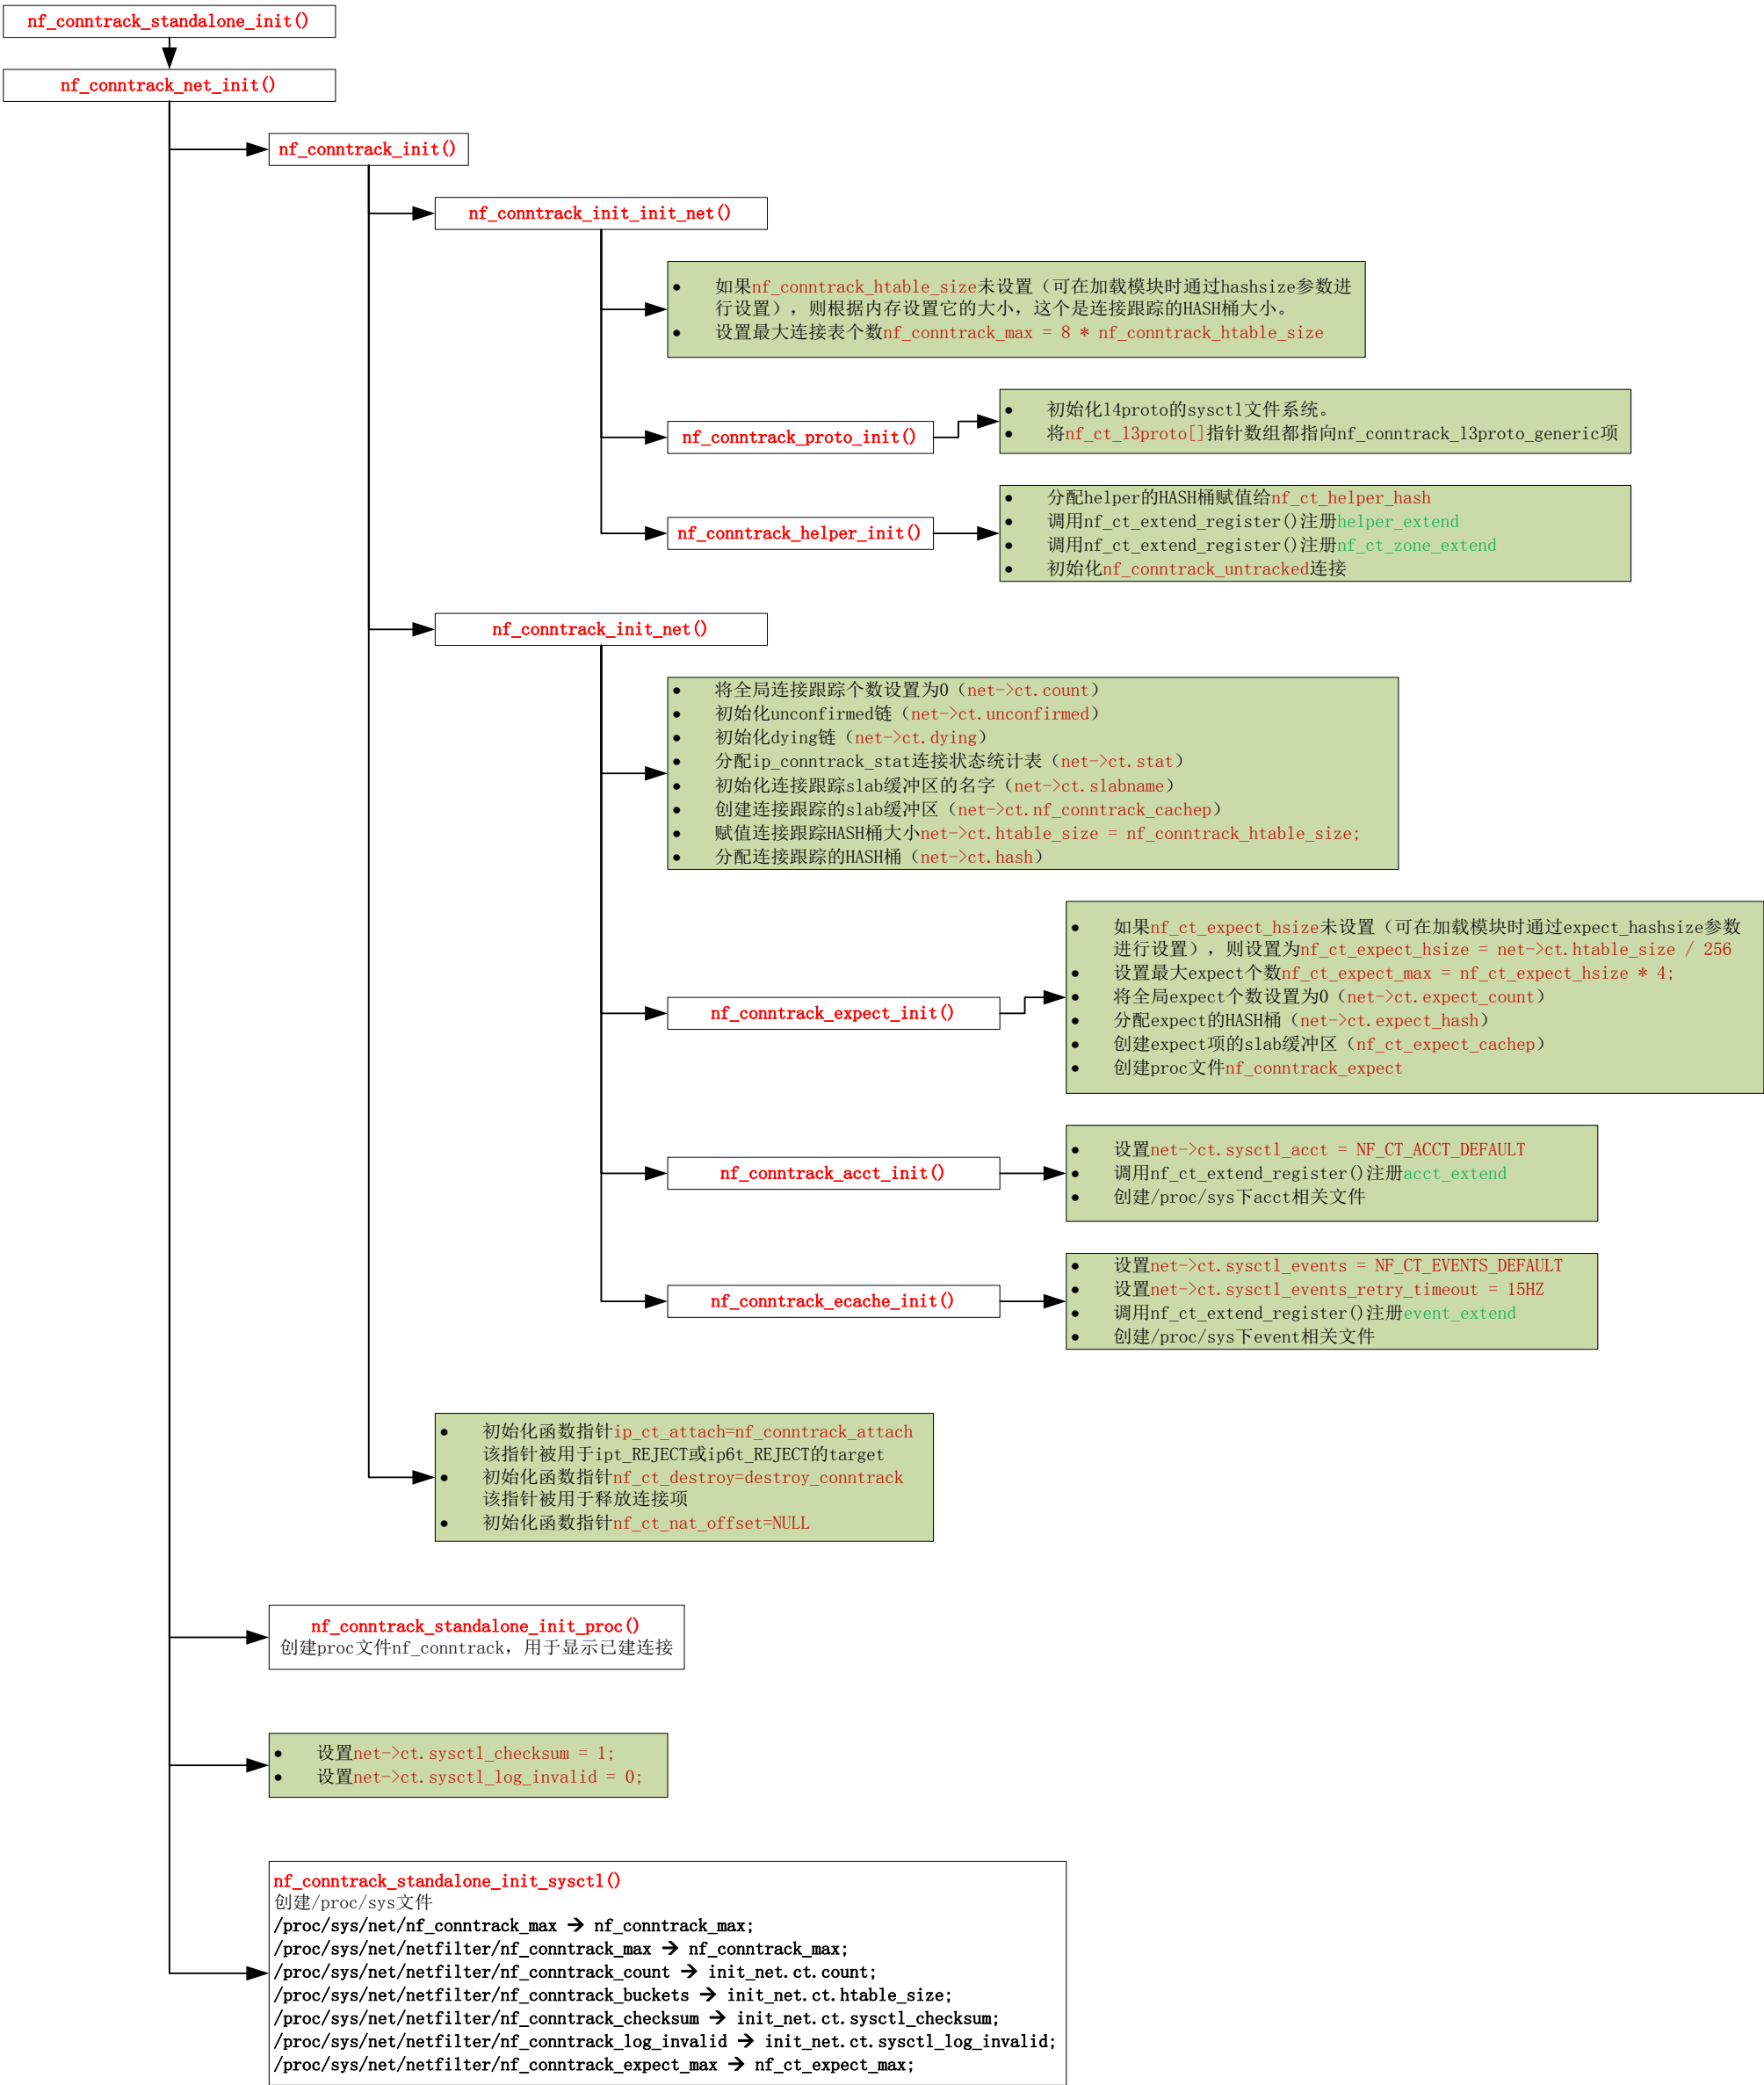 nf_conntrack_standalone_init()
nf_conntrack_net_init()
nf_conntrack_init()
nf_conntrack_init_init_net()
● 如果nf_conntrack_htable_size未设置（可在加载模块时通过hashsize参数进
行设置），则根据内存设置它的大小，这个是连接跟踪的HASH桶大小。
● 设置最大连接表个数nf_conntrack_max = 8 * nf_conntrack_htable_size
nf_conntrack_proto_init()
● 初始化l4proto的sysctl文件系统。
● 将nf_ct_l3proto[]指针数组都指向nf_conntrack_l3proto_generic项
nf_conntrack_helper_init()
● 分配helper的HASH桶赋值给nf_ct_helper_hash
● 调用nf_ct_extend_register()注册helper_extend
● 调用nf_ct_extend_register()注册nf_ct_zone_extend
● 初始化nf_conntrack_untracked连接
nf_conntrack_init_net()
● 将全局连接跟踪个数设置为0（net->ct.count）
● 初始化unconfirmed链（net->ct.unconfirmed）
● 初始化dying链（net->ct.dying）
● 分配ip_conntrack_stat连接状态统计表（net->ct.stat）
● 初始化连接跟踪slab缓冲区的名字（net->ct.slabname）
● 创建连接跟踪的slab缓冲区（net->ct.nf_conntrack_cachep）
● 赋值连接跟踪HASH桶大小net->ct.htable_size = nf_conntrack_htable_size;
● 分配连接跟踪的HASH桶（net->ct.hash）
nf_conntrack_expect_init()
● 如果nf_ct_expect_hsize未设置（可在加载模块时通过expect_hashsize参数
进行设置），则设置为nf_ct_expect_hsize = net->ct.htable_size / 256
● 设置最大expect个数nf_ct_expect_max = nf_ct_expect_hsize * 4;
● 将全局expect个数设置为0（net->ct.expect_count）
● 分配expect的HASH桶（net->ct.expect_hash）
● 创建expect项的slab缓冲区（nf_ct_expect_cachep）
● 创建proc文件nf_conntrack_expect
nf_conntrack_acct_init()
● 设置net->ct.sysctl_acct = NF_CT_ACCT_DEFAULT
● 调用nf_ct_extend_register()注册acct_extend
● 创建/proc/sys下acct相关文件
nf_conntrack_ecache_init()
● 设置net->ct.sysctl_events = NF_CT_EVENTS_DEFAULT
● 设置net->ct.sysctl_events_retry_timeout = 15HZ
● 调用nf_ct_extend_register()注册event_extend
● 创建/proc/sys下event相关文件
● 初始化函数指针ip_ct_attach=nf_conntrack_attach
该指针被用于ipt_REJECT或ip6t_REJECT的target
● 初始化函数指针nf_ct_destroy=destroy_conntrack
该指针被用于释放连接项
● 初始化函数指针nf_ct_nat_offset=NULL
nf_conntrack_standalone_init_proc()
创建proc文件nf_conntrack，用于显示已建连接
● 设置net->ct.sysctl_checksum = 1;
● 设置net->ct.sysctl_log_invalid = 0;
nf_conntrack_standalone_init_sysctl()
创建/proc/sys文件
/proc/sys/net/nf_conntrack_max → nf_conntrack_max;
/proc/sys/net/netfilter/nf_conntrack_max → nf_conntrack_max;
/proc/sys/net/netfilter/nf_conntrack_count → init_net.ct.count;
/proc/sys/net/netfilter/nf_conntrack_buckets → init_net.ct.htable_size;
/proc/sys/net/netfilter/nf_conntrack_checksum → init_net.ct.sysctl_checksum;
/proc/sys/net/netfilter/nf_conntrack_log_invalid → init_net.ct.sysctl_log_invalid;
/proc/sys/net/netfilter/nf_conntrack_expect_max → nf_ct_expect_max;